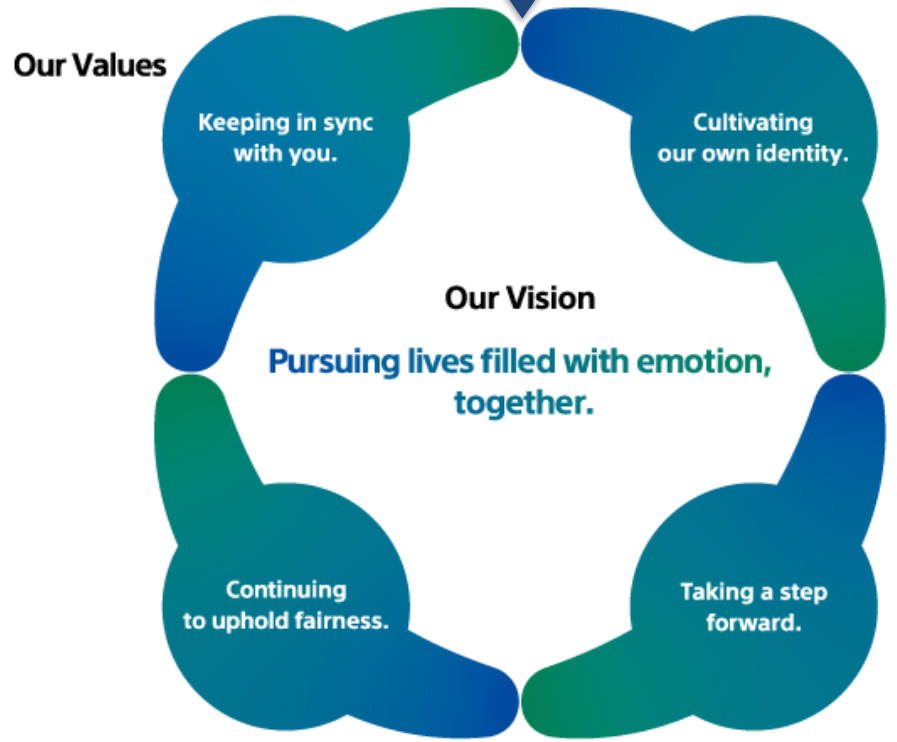 Our Values
Keeping in sync
with you.
Cultivating
our own identity.
Our Vision
Pursuing lives filled with emotion,
together.
Continuing
to uphold fairness.
Taking a step
forward.